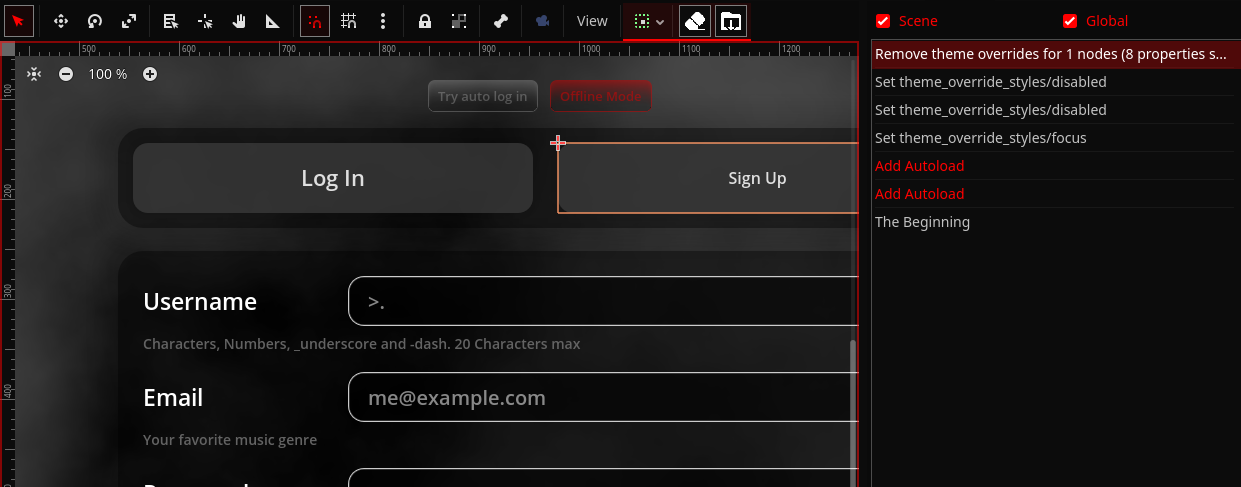 View
Scene
Global
500
600
700
800
900
1000
1100
1200
100 %
100
200
300
400
Try auto log in
Offline Mode
Log In
Sign Up
Username
>.
Characters, Numbers, _underscore and -dash. 20 Characters max
Email
me@example.com
Your favorite music genre
Remove theme overrides for 1 nodes (8 properties s...
Set theme_override_styles/disabled
Set theme_override_styles/disabled
Set theme_override_styles/focus
Add Autoload
Add Autoload
The Beginning